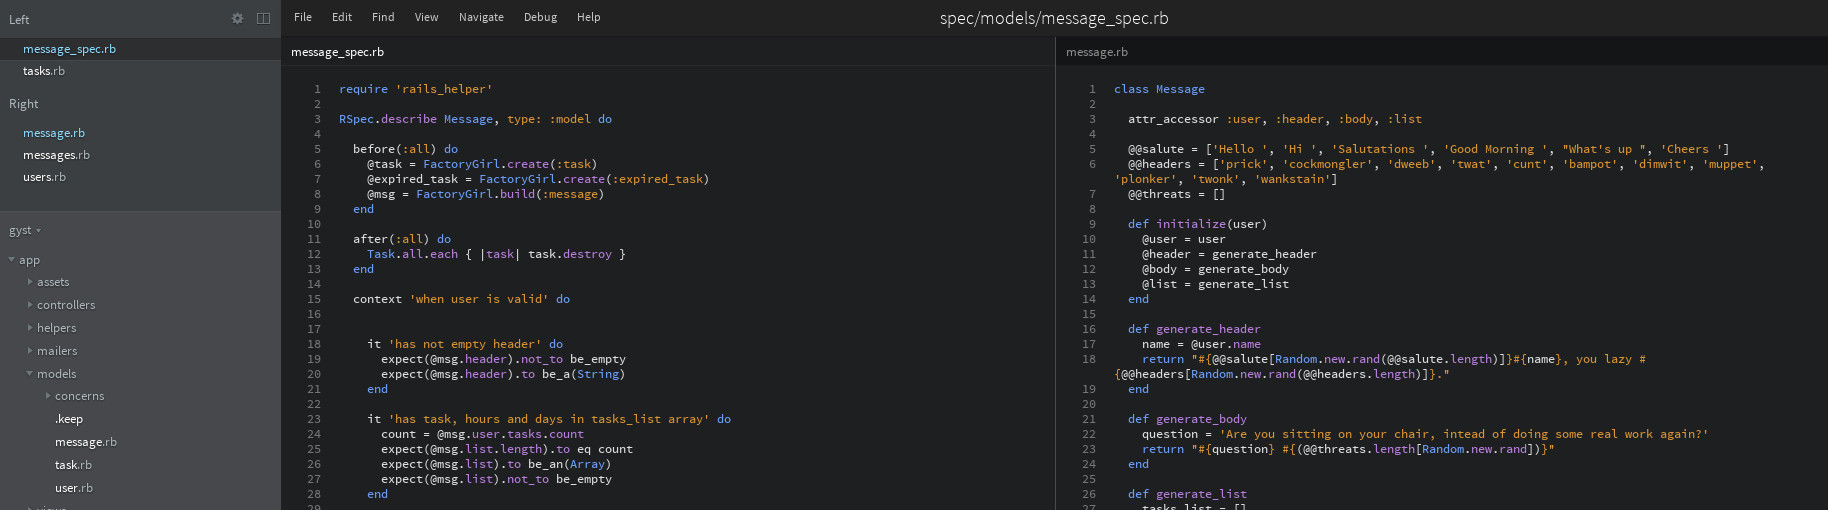 Left
message_spec.rb
tasks.rb
Right
message.rb
messages.rb
users.rb
gyst
app
assets
controllers
helpers
mailers
models
concerns
.keep
message.rb
task.rb
user.rb
views
File Edit Find View Navigate Debug Help
spec/models/message_spec.rb
message_spec.rb
1 require 'rails_helper'
2
3 RSpec.describe Message, type: :model do
4
5 before(:all) do
6 @task = FactoryGirl.create(:task)
7 @expired_task = FactoryGirl.create(:expired_task)
8 @msg = FactoryGirl.build(:message)
9 end
10
11 after(:all) do
12 Task.all.each { |task| task.destroy }
13 end
14
15 context 'when user is valid' do
16
17
18 it 'has not empty header' do
19 expect(@msg.header).not_to be_empty
20 expect(@msg.header).to be_a(String)
21 end
22
23 it 'has task, hours and days in tasks_list array' do
24 count = @msg.user.tasks.count
25 expect(@msg.list.length).to eq count
26 expect(@msg.list).to be_an(Array)
27 expect(@msg.list).not_to be_empty
28 end
29
message.rb
1 class Message
2
3 attr_accessor :user, :header, :body, :list
4
5 @@salute = ['Hello ', 'Hi ', 'Salutations ', 'Good Morning ', "What's up ", 'Cheers ']
6 @@headers = ['prick', 'cockmongler', 'dweeb', 'twat', 'cunt', 'bampot', 'dimwit', 'muppet',
'plonker', 'twonk', 'wankstain']
7 @@threats = []
8
9 def initialize(user)
10 @user = user
11 @header = generate_header
12 @body = generate_body
13 @list = generate_list
14 end
15
16 def generate_header
17 name = @user.name
18 return "#{@@salute[Random.new.rand(@@salute.length)]}#{name}, you lazy #
{@@headers[Random.new.rand(@@headers.length)]}."
19 end
20
21 def generate_body
22 question = 'Are you sitting on your chair, intead of doing some real work again?'
23 return "#{question} #{(@@threats.length[Random.new.rand])}"
24 end
25
26 def generate_list
27 tasks_list = []